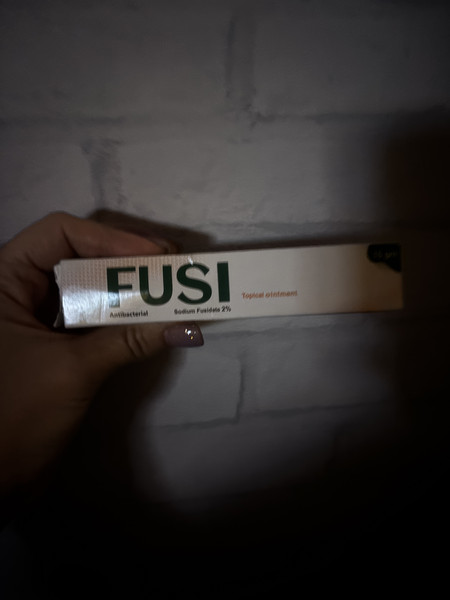 FUSI
Antibacterial
Sodium Fusidate 2%
Topical ointment